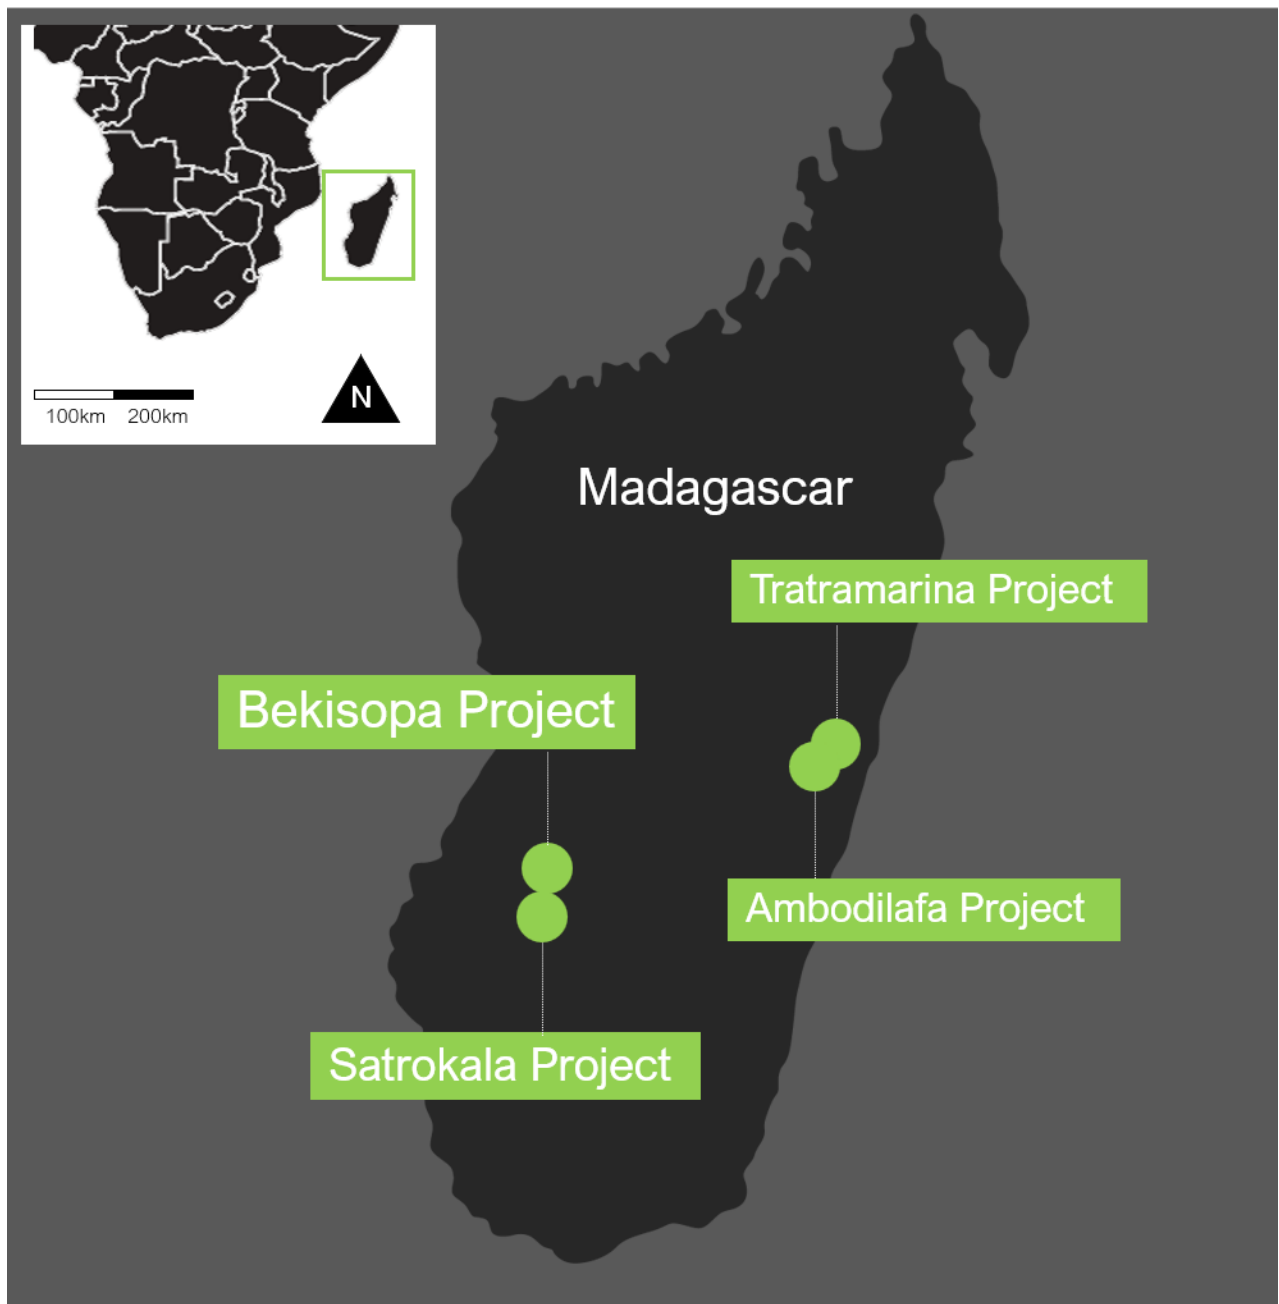 N
100km 200km
Madagascar
Tratramarina Project
Bekisopa Project
Ambodilafa Project
Satrokala Project